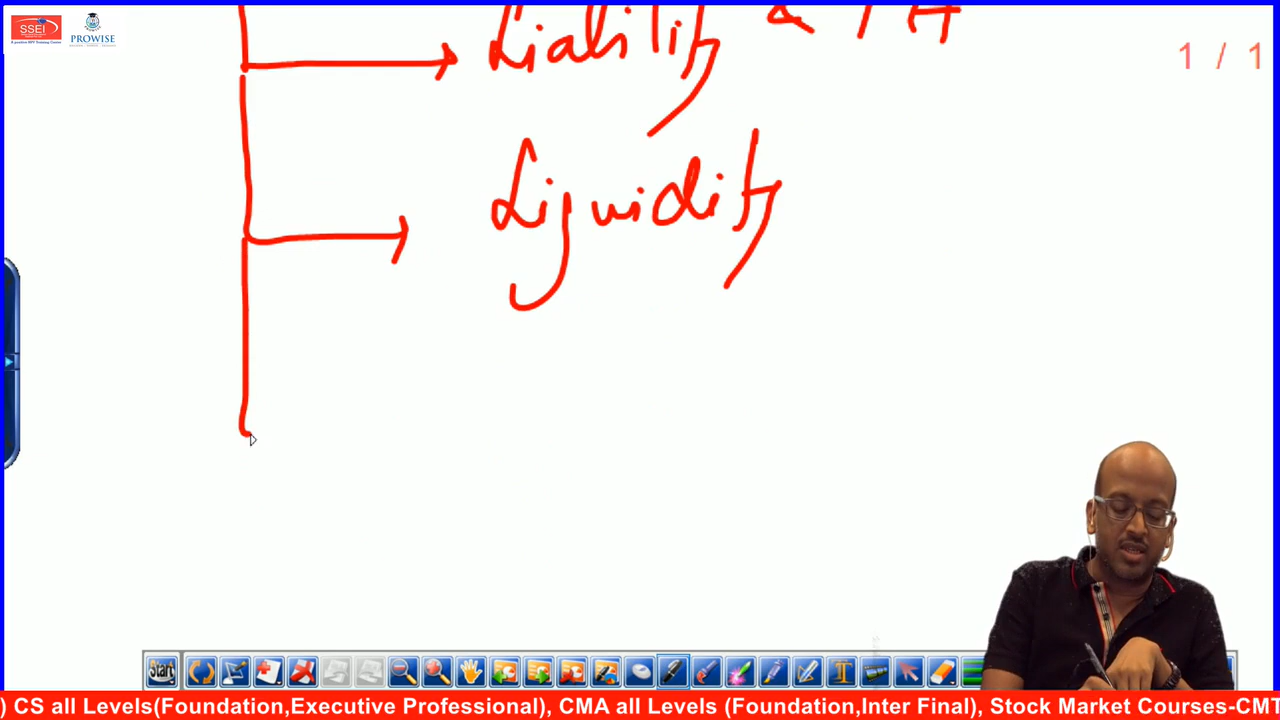 SSEI
PROWISE
1 / 1
Liability &
Liquidity
Start
) CS all Levels(Foundation,Executive Professional), CMA all Levels (Foundation,Inter Final), Stock Market Courses-CMT